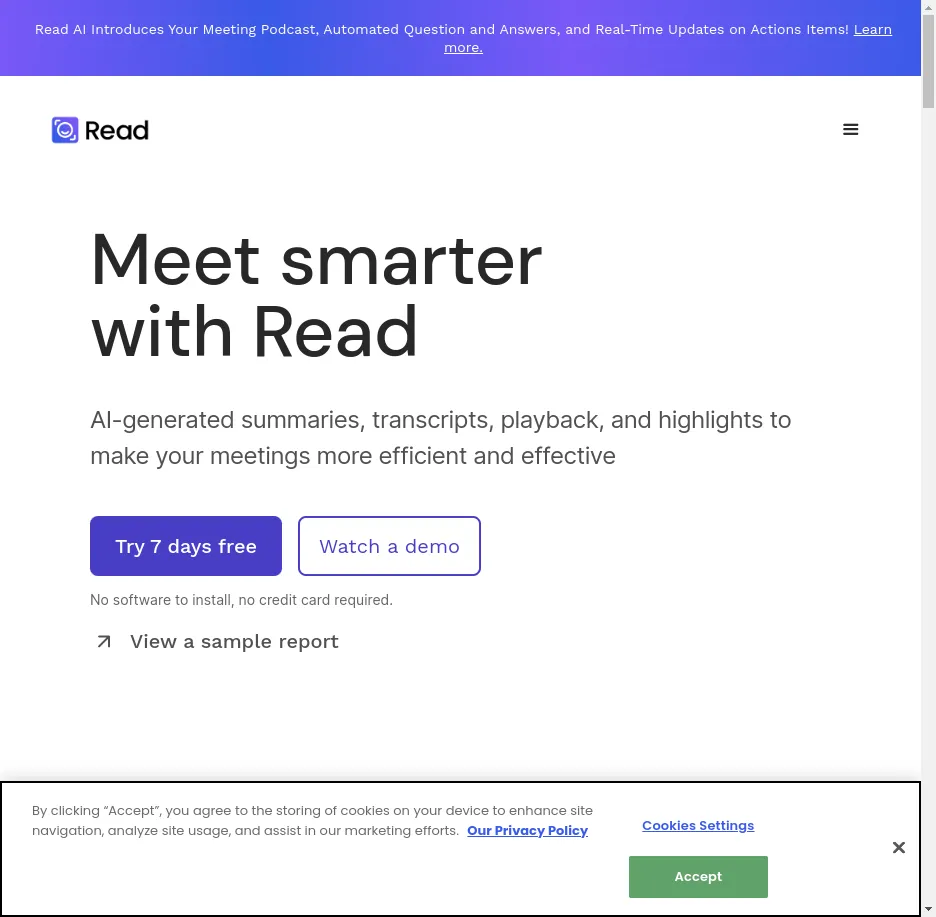 Read AI Introduces Your Meeting Podcast, Automated Question and Answers, and Real-Time Updates on Actions Items! Learn
more.
Read
Meet smarter
with Read
AI-generated summaries, transcripts, playback, and highlights to
make your meetings more efficient and effective
Try 7 days free
Watch a demo
No software to install, no credit card required.
View a sample report
By clicking “Accept”, you agree to the storing of cookies on your device to enhance site
navigation, analyze site usage, and assist in our marketing efforts. Our Privacy Policy
Cookies Settings
Accept